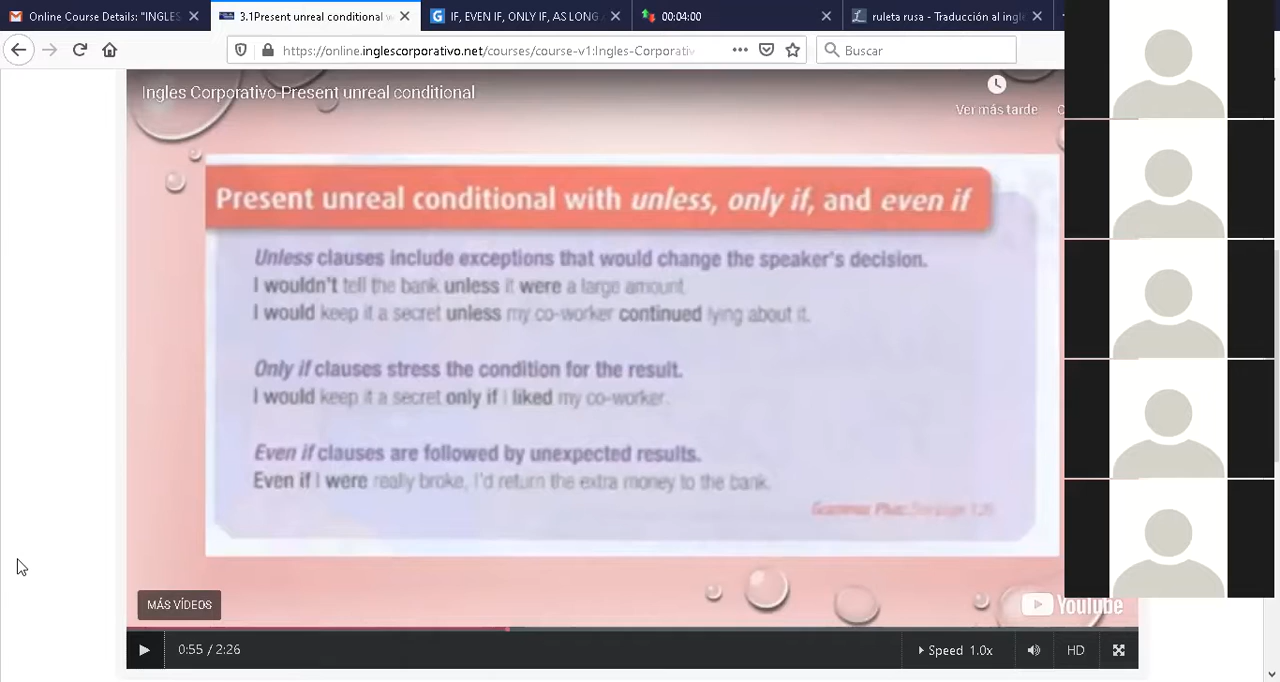 Online Course Details: "INGLES
3.1Present unreal conditional w
IF, EVEN IF, ONLY IF, AS LONG
00:04:00
ruleta rusa - Traducción al ingl
https://online.inglescorporativo.net/courses/course-v1:Ingles-Corporativ
Buscar
Ingles Corporativo-Present unreal conditional
Ver más tarde
Present unreal conditional with unless, only if, and even if
Unless clauses include exceptions that would change the speaker's decision.
I wouldn't tell the bank unless it were a large amount.
I would keep it a secret unless my co-worker continued lying about it.
Only if clauses stress the condition for the result.
I would keep it a secret only if I liked my co-worker.
Even if clauses are followed by unexpected results.
Even if I were really broke, I'd return the extra money to the bank.
Grammar Plus:
MÁS VÍDEOS
YouTube
0:55 / 2:26
Speed 1.0x
HD